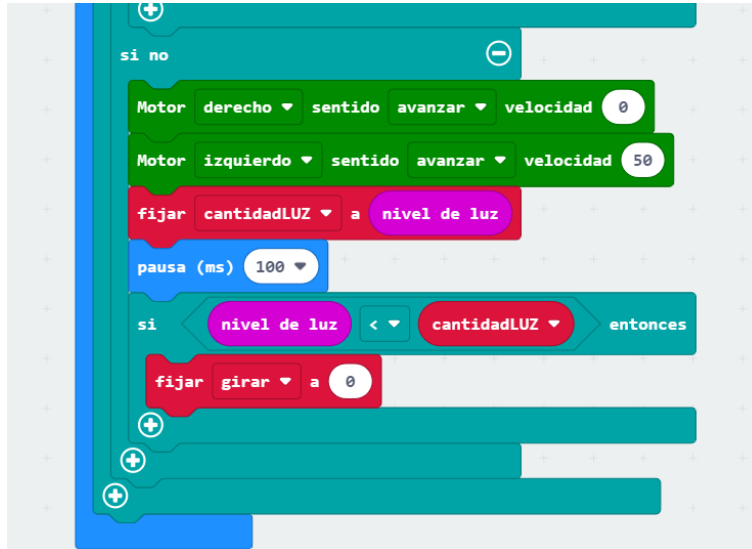 si no
Motor derecho sentido avanzar velocidad 0
Motor izquierdo sentido avanzar velocidad 50
fijar cantidadLUZ a nivel de luz
pausa (ms) 100
si nivel de luz < cantidadLUZ entonces
fijar girar a 0